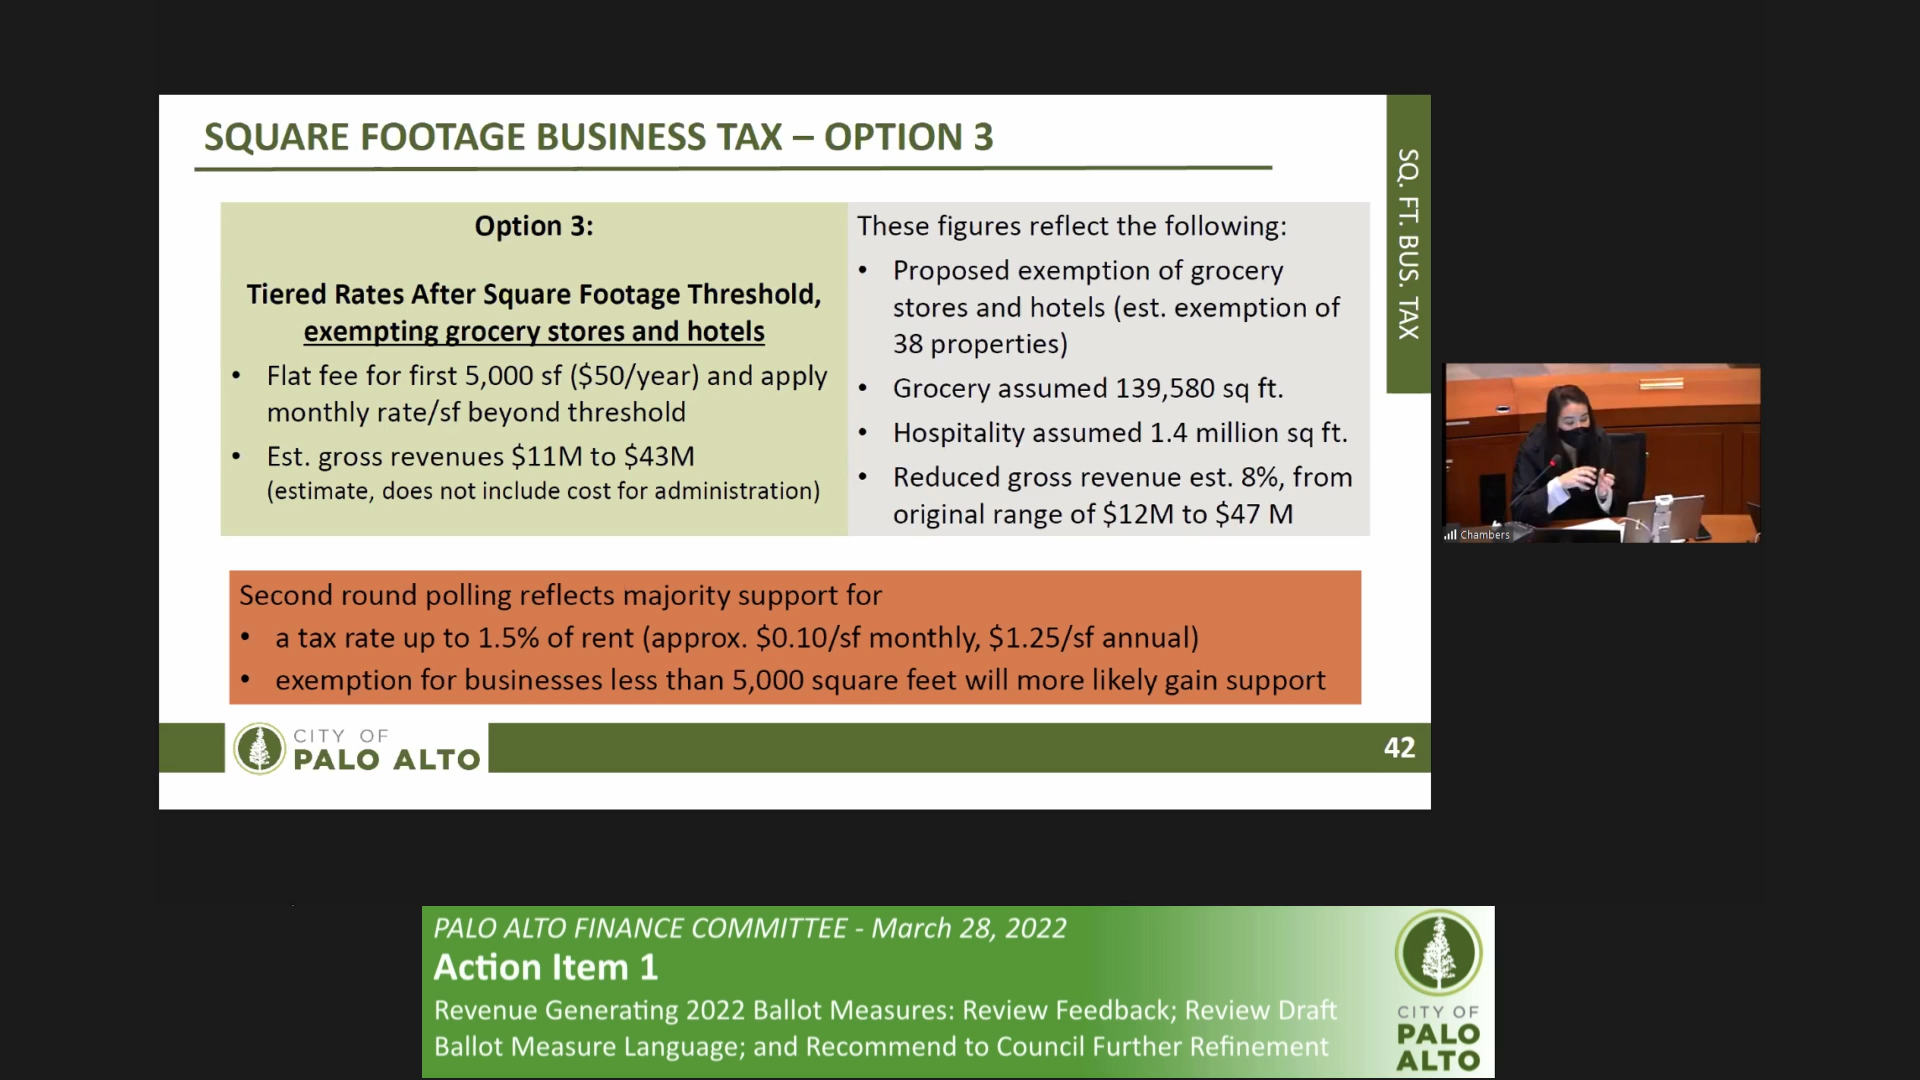 SQUARE FOOTAGE BUSINESS TAX – OPTION 3
SQ. FT. BUS. TAX
Option 3:
Tiered Rates After Square Footage Threshold,
exempting grocery stores and hotels
• Flat fee for first 5,000 sf ($50/year) and apply
monthly rate/sf beyond threshold
• Est. gross revenues $11M to $43M
(estimate, does not include cost for administration)
These figures reflect the following:
• Proposed exemption of grocery
stores and hotels (est. exemption of
38 properties)
• Grocery assumed 139,580 sq ft.
• Hospitality assumed 1.4 million sq ft.
• Reduced gross revenue est. 8%, from
original range of $12M to $47 M
Second round polling reflects majority support for
• a tax rate up to 1.5% of rent (approx. $0.10/sf monthly, $1.25/sf annual)
• exemption for businesses less than 5,000 square feet will more likely gain support
CITY OF
PALO ALTO
42
Chambers
PALO ALTO FINANCE COMMITTEE - March 28, 2022
Action Item 1
Revenue Generating 2022 Ballot Measures: Review Feedback; Review Draft
Ballot Measure Language; and Recommend to Council Further Refinement
CITY OF
PALO
ALTO